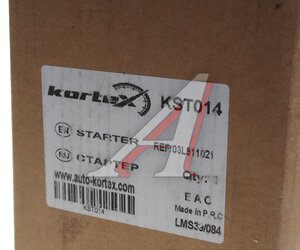 kortex KST014
EN STARTER REF:03L911021
RU СТАРТЕР Qty: 1
EAC
www.auto-kortex.com Made in P.R.C.
KST014 LMS39/084